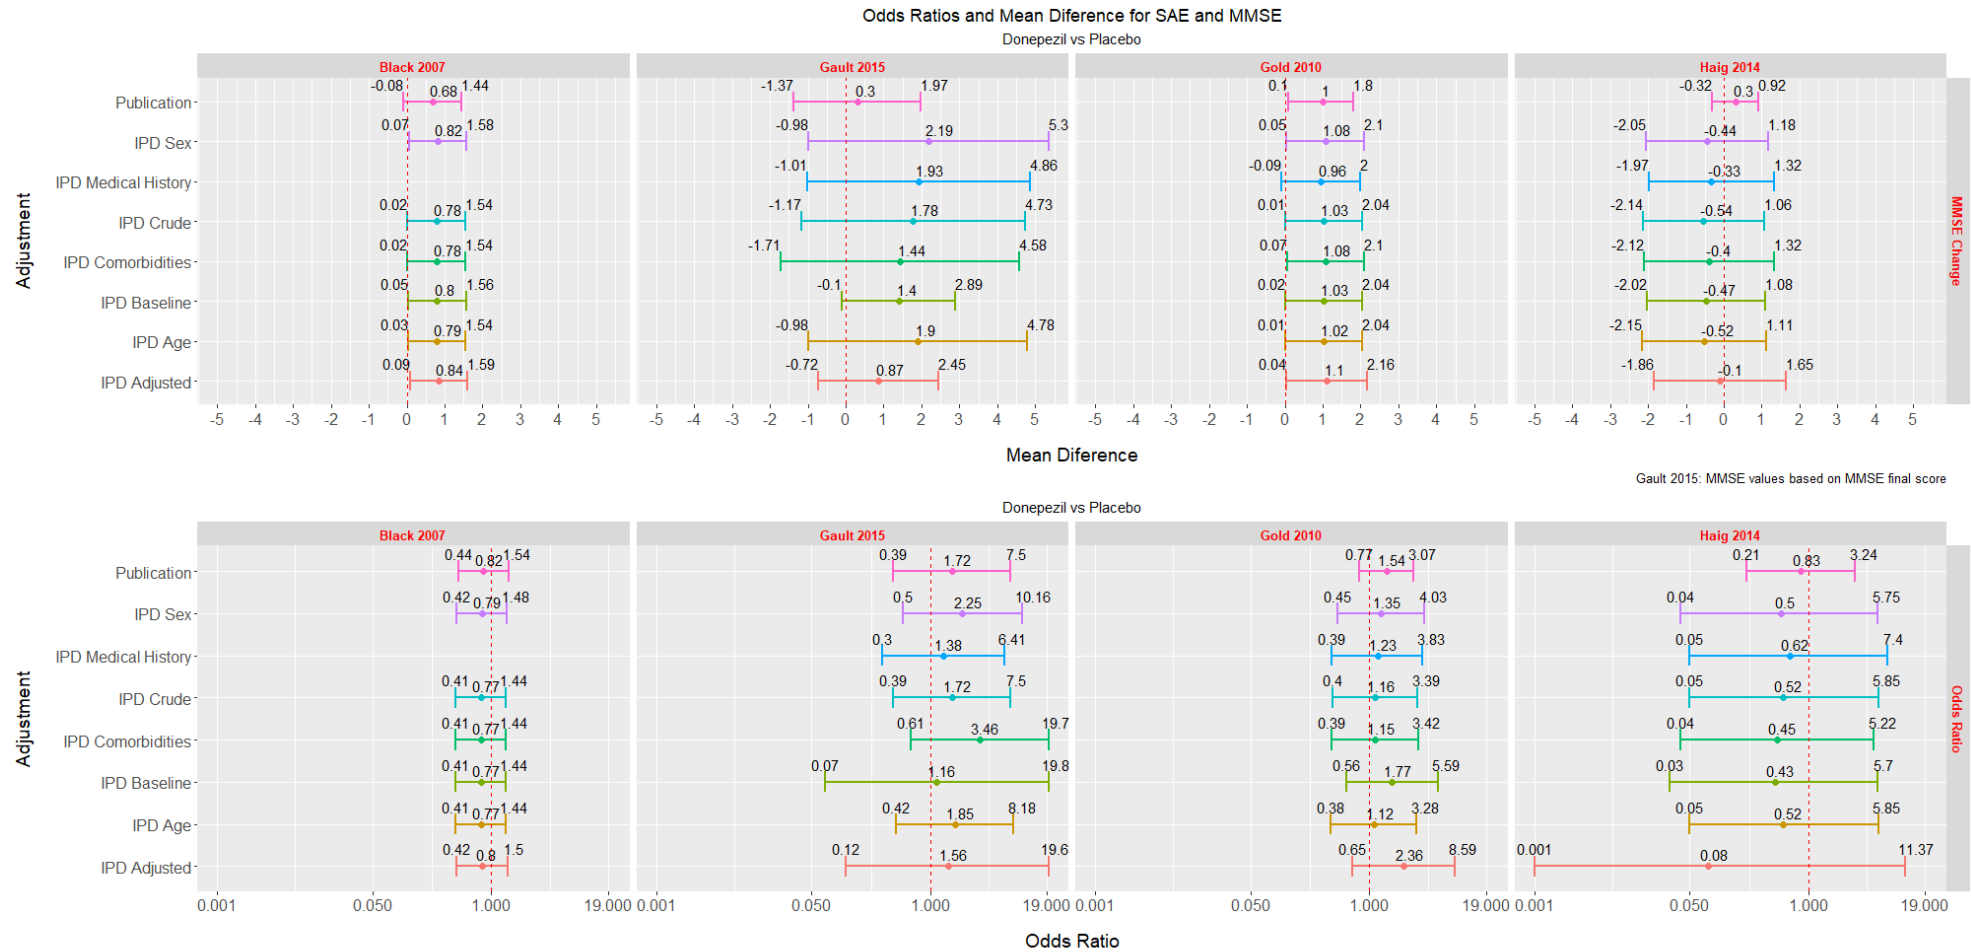 Odds Ratios and Mean Diference for SAE and MMSE
Donepezil vs Placebo
Black 2007 Gault 2015 Gold 2010 Haig 2014
Adjustment
MMSE Change
Publication -0.08 0.68 1.44 -1.37 0.3 1.97 0.1 1 1.8 -0.32 0.3 0.92
IPD Sex 0.07 0.82 1.58 -0.98 2.19 5.3 0.05 1.08 2.1 -2.05 -0.44 1.18
IPD Medical History -1.01 1.93 4.86 -0.09 0.96 2 -1.97 -0.33 1.32
IPD Crude 0.02 0.78 1.54 -1.17 1.78 4.73 0.01 1.03 2.04 -2.14 -0.54 1.06
IPD Comorbidities 0.02 0.78 1.54 -1.71 1.44 4.58 0.07 1.08 2.1 -2.12 -0.4 1.32
IPD Baseline 0.05 0.8 1.56 -0.1 1.4 2.89 0.02 1.03 2.04 -2.02 -0.47 1.08
IPD Age 0.03 0.79 1.54 -0.98 1.9 4.78 0.01 1.02 2.04 -2.15 -0.52 1.11
IPD Adjusted 0.09 0.84 1.59 -0.72 0.87 2.45 0.04 1.1 2.16 -1.86 -0.1 1.65
-5 -4 -3 -2 -1 0 1 2 3 4 5 -5 -4 -3 -2 -1 0 1 2 3 4 5 -5 -4 -3 -2 -1 0 1 2 3 4 5 -5 -4 -3 -2 -1 0 1 2 3 4 5
Mean Diference
Gault 2015: MMSE values based on MMSE final score
Donepezil vs Placebo
Black 2007 Gault 2015 Gold 2010 Haig 2014
Adjustment
Odds Ratio
Publication 0.44 0.82 1.54 0.39 1.72 7.5 0.77 1.54 3.07 0.21 0.83 3.24
IPD Sex 0.42 0.79 1.48 0.5 2.25 10.16 0.45 1.35 4.03 0.04 0.5 5.75
IPD Medical History 0.3 1.38 6.41 0.39 1.23 3.83 0.05 0.62 7.4
IPD Crude 0.41 0.77 1.44 0.39 1.72 7.5 0.4 1.16 3.39 0.05 0.52 5.85
IPD Comorbidities 0.41 0.77 1.44 0.61 3.46 19.7 0.39 1.15 3.42 0.04 0.45 5.22
IPD Baseline 0.41 0.77 1.44 0.07 1.16 19.8 0.56 1.77 5.59 0.03 0.43 5.7
IPD Age 0.41 0.77 1.44 0.42 1.85 8.18 0.38 1.12 3.28 0.05 0.52 5.85
IPD Adjusted 0.42 0.8 1.5 0.12 1.56 19.6 0.65 2.36 8.59 0.001 0.08 11.37
0.001 0.050 1.000 19.000 0.001 0.050 1.000 19.000 0.001 0.050 1.000 19.000 0.001 0.050 1.000 19.000
Odds Ratio